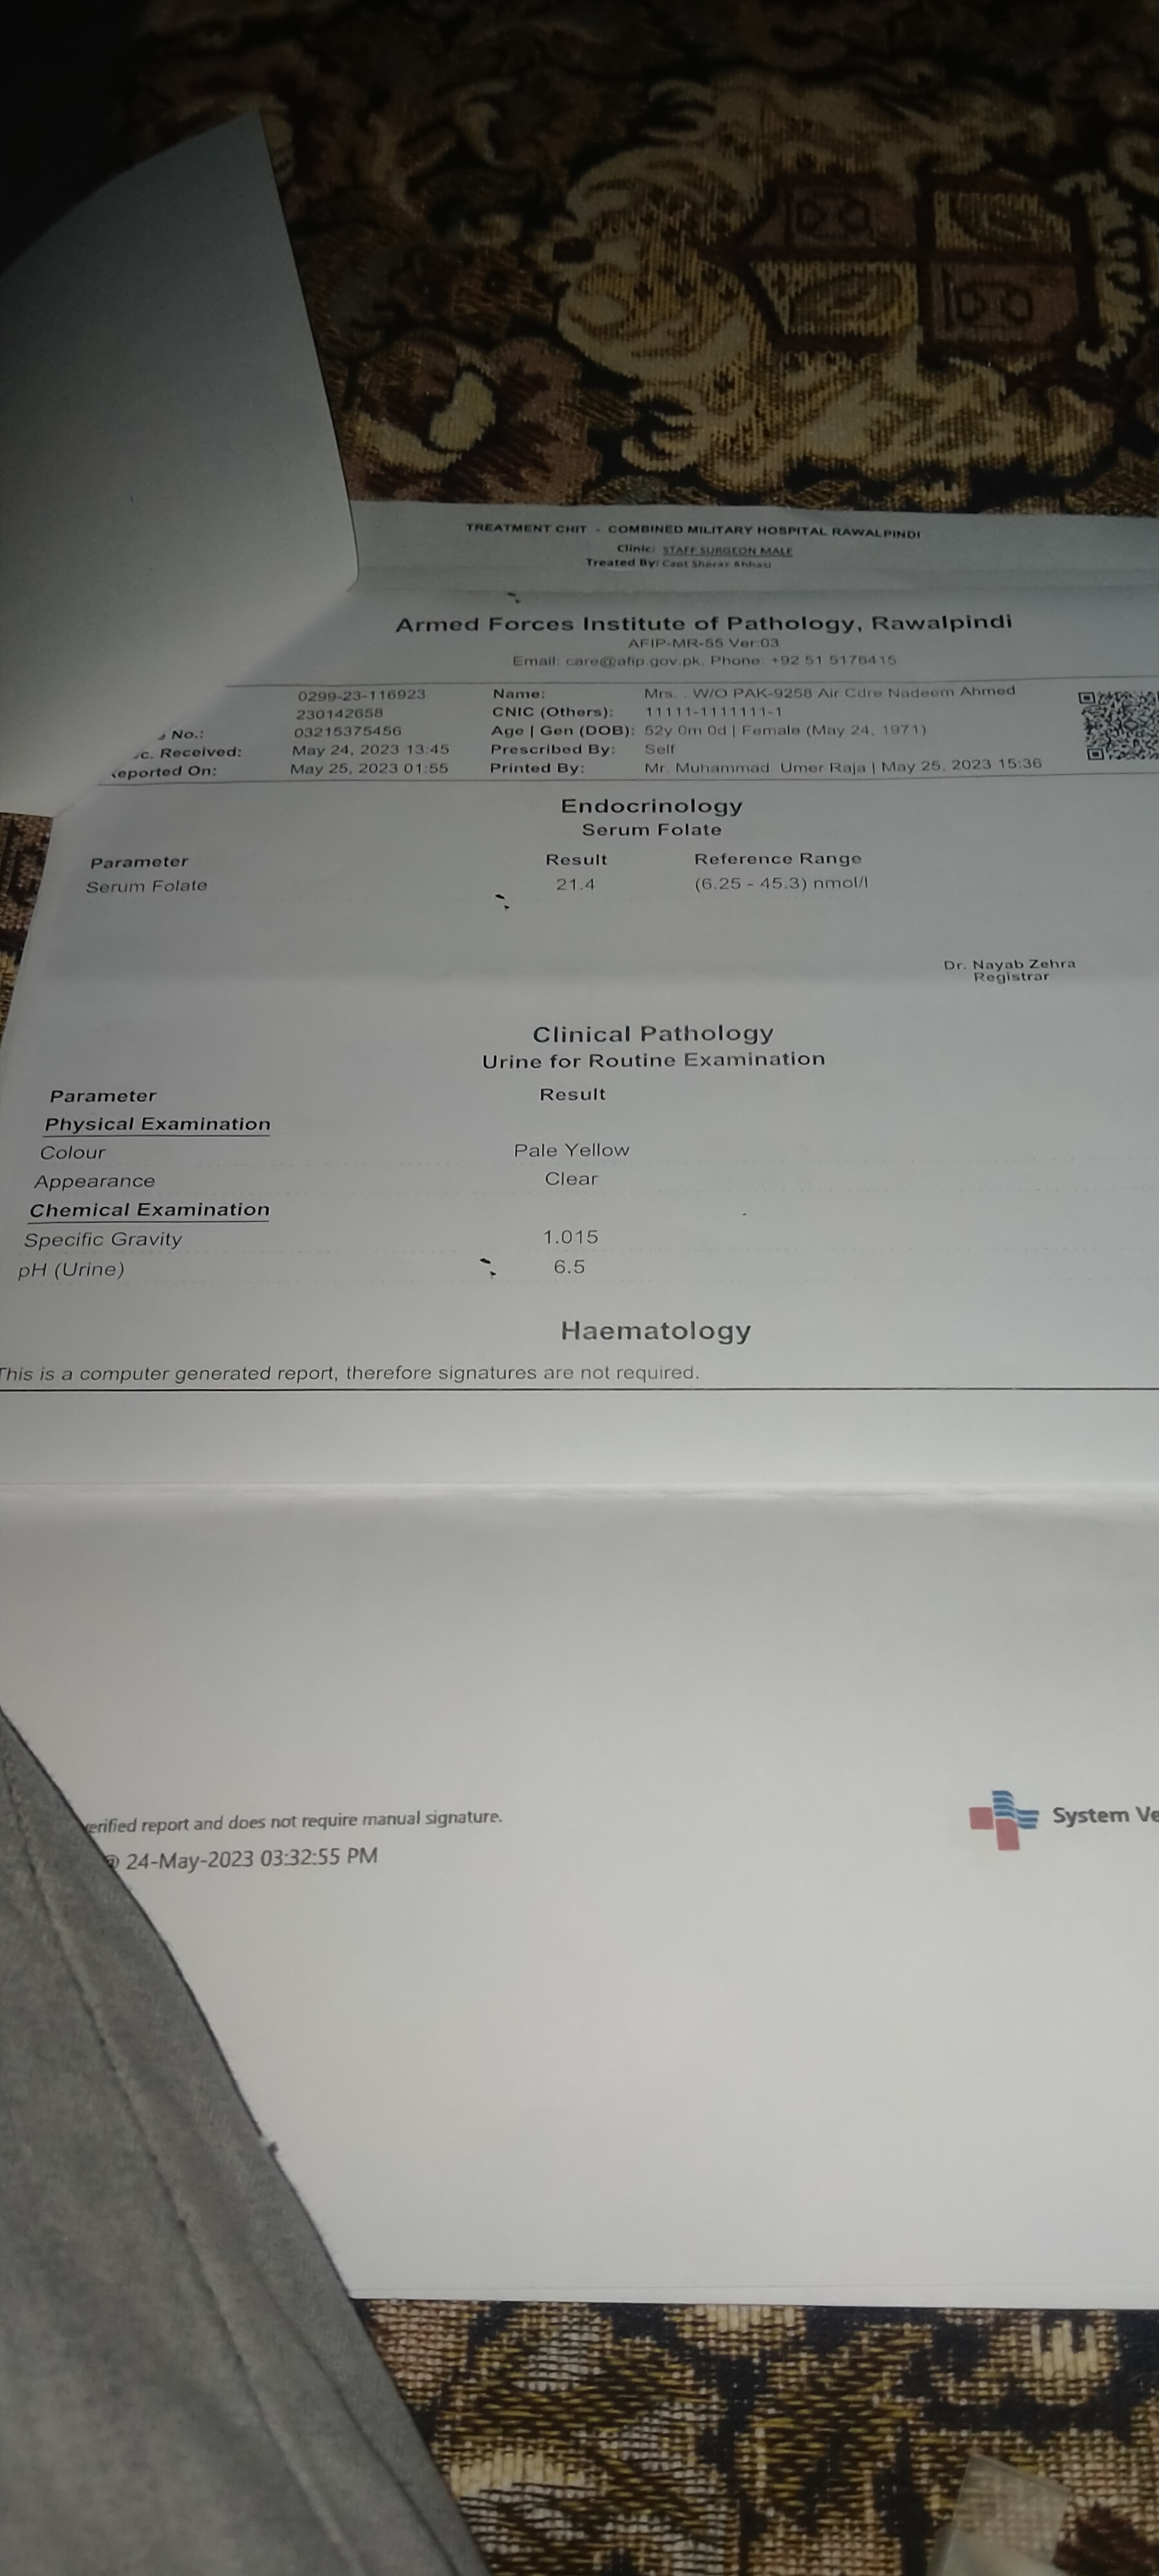 TREATMENT CHIT - COMBINED MILITARY HOSPITAL RAWALPINDI
Clinic: STAFF SURGEON MALE
Treated By: Capt Sheraz Abbasi
Armed Forces Institute of Pathology, Rawalpindi
AFIP-MR-55 Ver:03
Email: care@afip.gov.pk, Phone: +92 51 5176415
0299-23-116923 Name: Mrs. . W/O PAK-9258 Air Cdre Nadeem Ahmed
230142658 CNIC (Others): 11111-1111111-1
No.: 03215375456 Age | Gen (DOB): 52y 0m 0d | Female (May 24, 1971)
c. Received: May 24, 2023 13:45 Prescribed By: Self
eported On: May 25, 2023 01:55 Printed By: Mr. Muhammad Umer Raja | May 25, 2023 15:36
Endocrinology
Serum Folate
Parameter Result Reference Range
Serum Folate 21.4 (6.25 - 45.3) nmol/l
Dr. Nayab Zehra
Registrar
Clinical Pathology
Urine for Routine Examination
Parameter Result
Physical Examination
Colour Pale Yellow
Appearance Clear
Chemical Examination
Specific Gravity 1.015
pH (Urine) 6.5
Haematology
This is a computer generated report, therefore signatures are not required.
erified report and does not require manual signature.
@ 24-May-2023 03:32:55 PM
System Ve